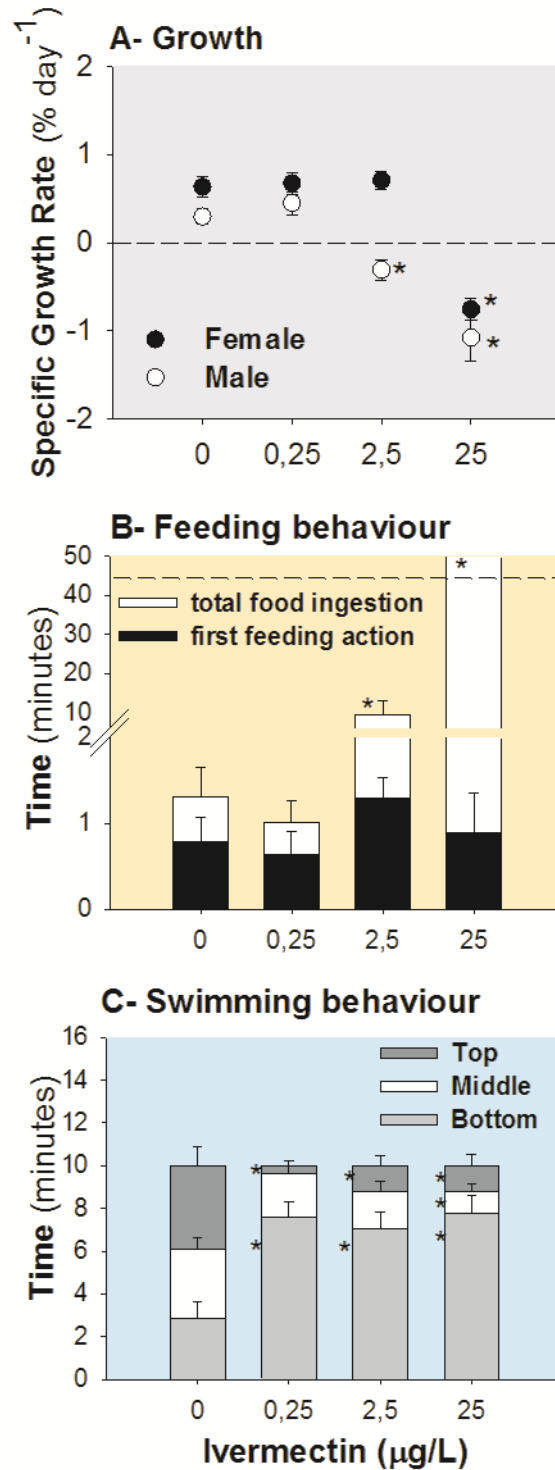 A- Growth
Specific Growth Rate (% day-1)
2
1
0
-1
-2
*
*
*
Female
Male
0 0,25 2,5 25
B- Feeding behaviour
Time (minutes)
50
40
30
20
10
2
1
0
*
*
total food ingestion
first feeding action
0 0,25 2,5 25
C- Swimming behaviour
Time (minutes)
16
14
12
10
8
6
4
2
0
Top
Middle
Bottom
* * *
*
* * *
0 0,25 2,5 25
Ivermectin (µg/L)